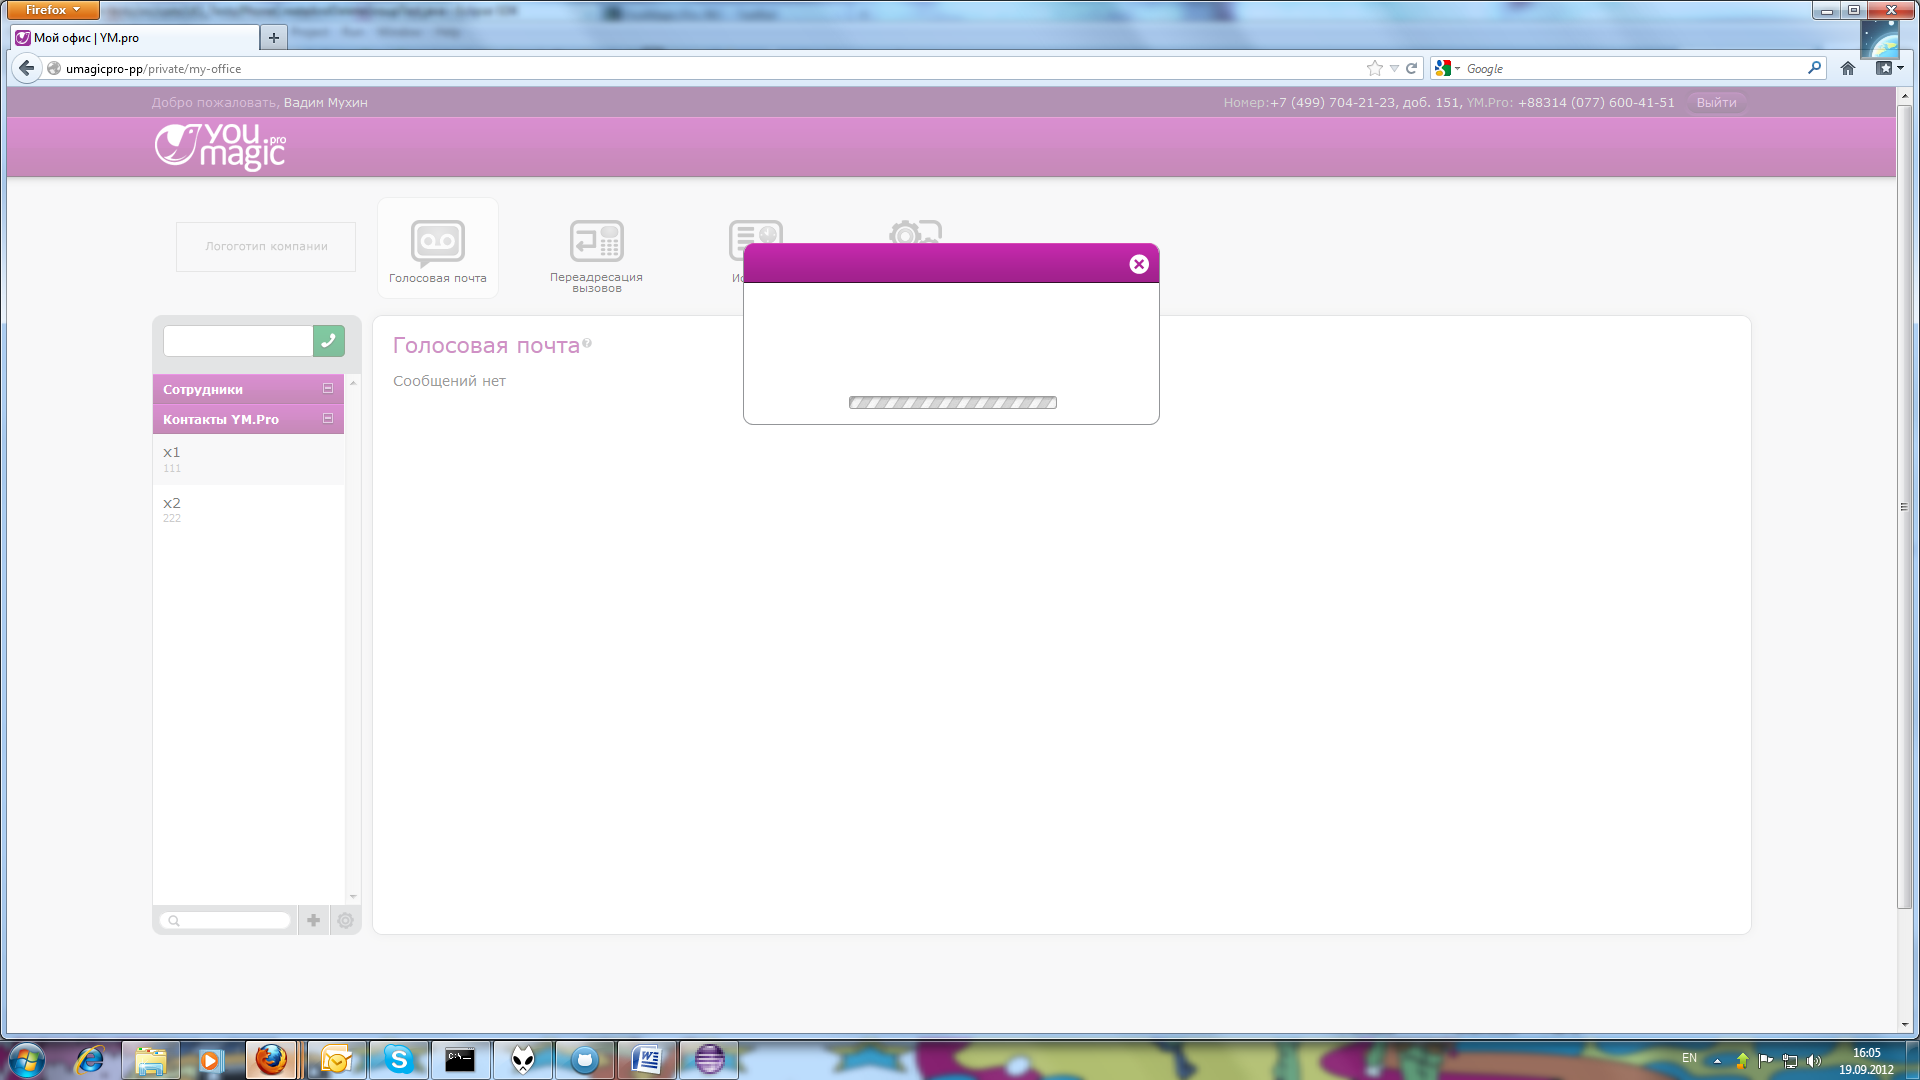 Firefox
Мой офис | YM.pro
umagicpro-pp/private/my-office
Google
Добро пожаловать, Вадим Мухин
Номер:+7 (499) 704-21-23, доб. 151, YM.Pro: +88314 (077) 600-41-51
Выйти
you
magic
pro
Логоготип компании
Голосовая почта
Переадресация
вызовов
Голосовая почта
Сообщений нет
Сотрудники
Контакты YM.Pro
x1
111
x2
222
EN
16:05
19.09.2012